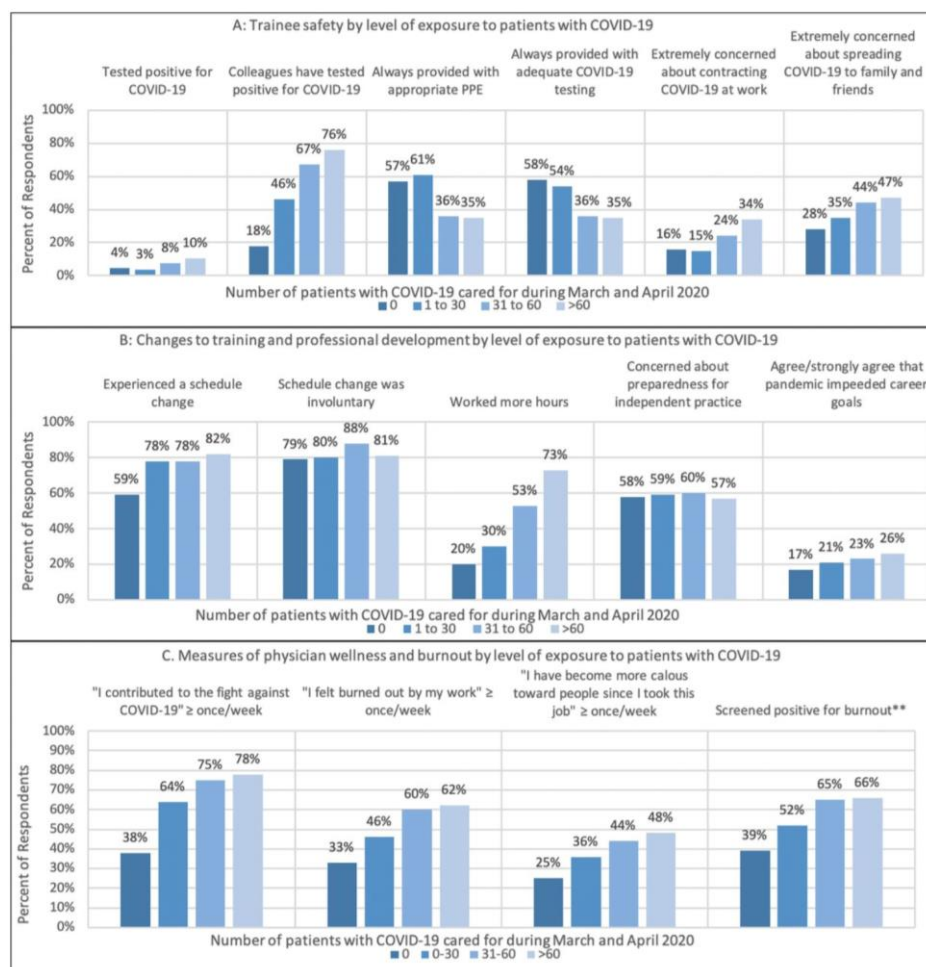 A: Trainee safety by level of exposure to patients with COVID-19
Tested positive for
COVID-19
Colleagues have tested
positive for COVID-19
Always provided with
appropriate PPE
Always provided with
adequate COVID-19
testing
Extremely concerned
about contracting
COVID-19 at work
Extremely concerned
about spreading
COVID-19 to family and
friends
Percent of Respondents
100%
80%
60%
40%
20%
0%
4% 3% 8% 10%
18% 46% 67% 76%
57% 61% 36% 35%
58% 54% 36% 35%
16% 15% 24% 34%
28% 35% 44% 47%
Number of patients with COVID-19 cared for during March and April 2020
0 1 to 30 31 to 60 >60
B: Changes to training and professional development by level of exposure to patients with COVID-19
Experienced a schedule
change
Schedule change was
involuntary
Worked more hours
Concerned about
preparedness for
independent practice
Agree/strongly agree that
pandemic impeeded career
goals
Percent of Respondents
100%
80%
60%
40%
20%
0%
59% 78% 78% 82%
79% 80% 88% 81%
20% 30% 53% 73%
58% 59% 60% 57%
17% 21% 23% 26%
Number of patients with COVID-19 cared for during March and April 2020
0 1 to 30 31 to 60 >60
C. Measures of physician wellness and burnout by level of exposure to patients with COVID-19
"I contributed to the fight against
COVID-19" ≥ once/week
"I felt burned out by my work" ≥
once/week
"I have become more calous
toward people since I took this
job" ≥ once/week
Screened positive for burnout**
Percent of Respondents
100%
90%
80%
70%
60%
50%
40%
30%
20%
10%
0%
38% 64% 75% 78%
33% 46% 60% 62%
25% 36% 44% 48%
39% 52% 65% 66%
Number of patients with COVID-19 cared for during March and April 2020
0 0-30 31-60 >60